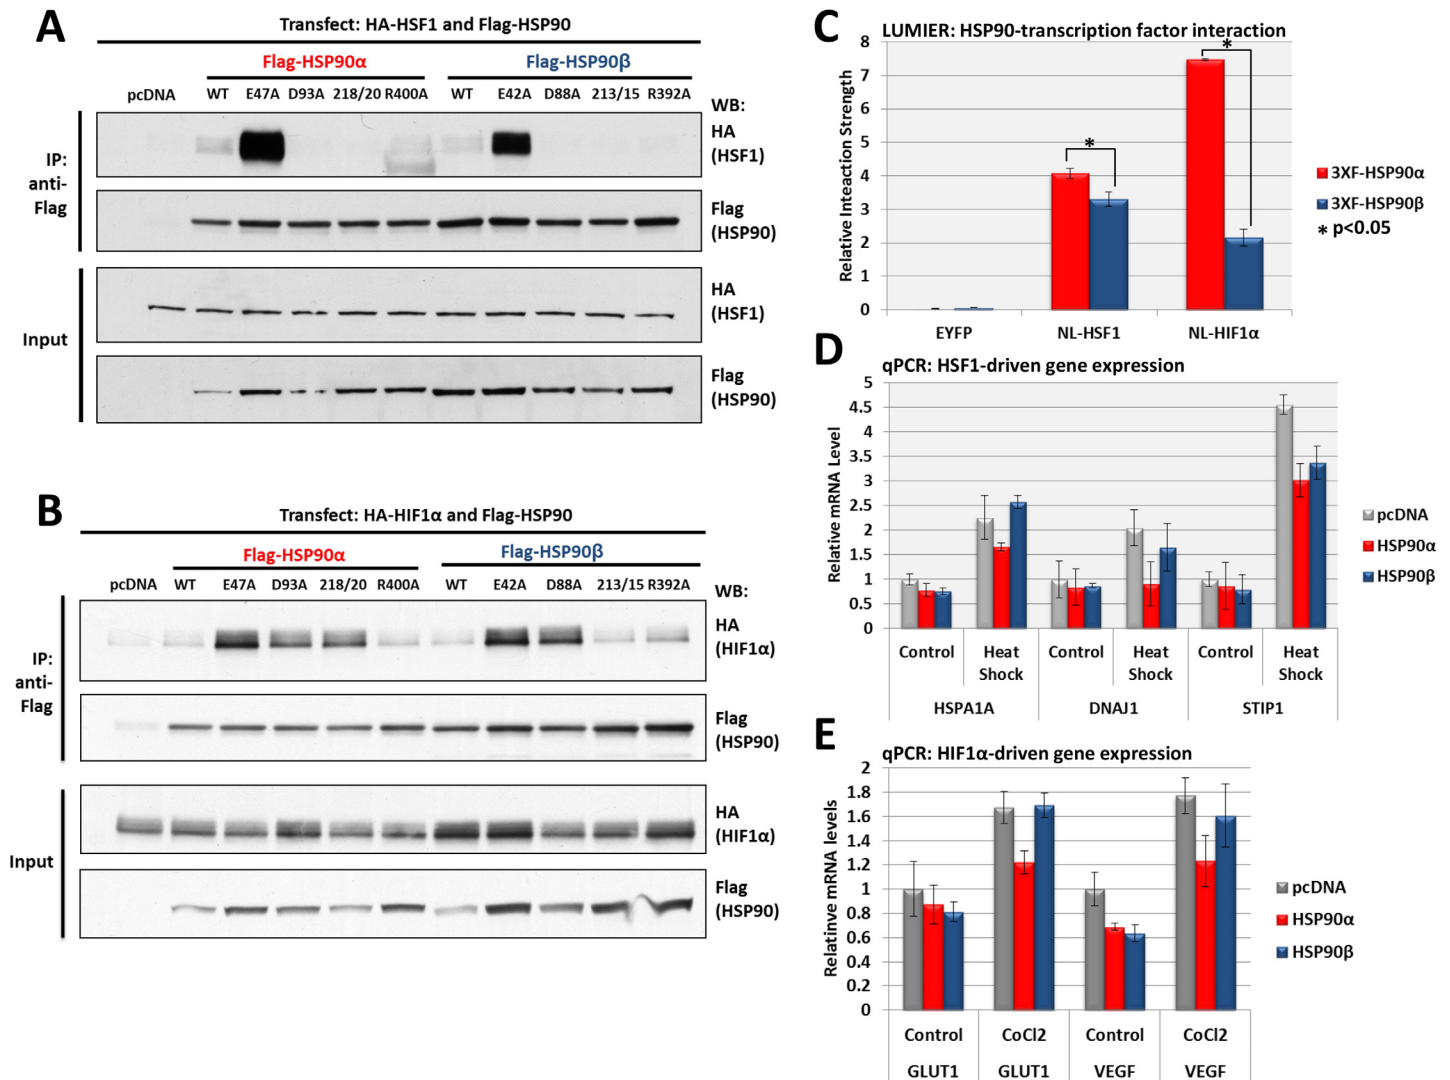 A
Transfect: HA-HSF1 and Flag-HSP90
Flag-HSP90α Flag-HSP90β
pcDNA WT E47A D93A 218/20 R400A WT E42A D88A 213/15 R392A WB:
HA
(HSF1)
IP:
anti-
Flag
Flag
(HSP90)
HA
(HSF1)
Input
Flag
(HSP90)
B
Transfect: HA-HIF1α and Flag-HSP90
Flag-HSP90α Flag-HSP90β
pcDNA WT E47A D93A 218/20 R400A WT E42A D88A 213/15 R392A WB:
HA
(HIF1α)
IP:
anti-
Flag
Flag
(HSP90)
HA
(HIF1α)
Input
Flag
(HSP90)
C
LUMIER: HSP90-transcription factor interaction
Relative Inteaction Strength
8
7
6
5
4
3
2
1
0
*
*
EYFP NL-HSF1 NL-HIF1α
3XF-HSP90α
3XF-HSP90β
* p<0.05
D
qPCR: HSF1-driven gene expression
Relative mRNA Level
5
4.5
4
3.5
3
2.5
2
1.5
1
0.5
0
Control Heat Shock Control Heat Shock Control Heat Shock
HSPA1A DNAJ1 STIP1
pcDNA
HSP90α
HSP90β
E
qPCR: HIF1α-driven gene expression
Relatinve mRNA levels
2
1.8
1.6
1.4
1.2
1
0.8
0.6
0.4
0.2
0
Control CoCl2 Control CoCl2
GLUT1 GLUT1 VEGF VEGF
pcDNA
HSP90α
HSP90β